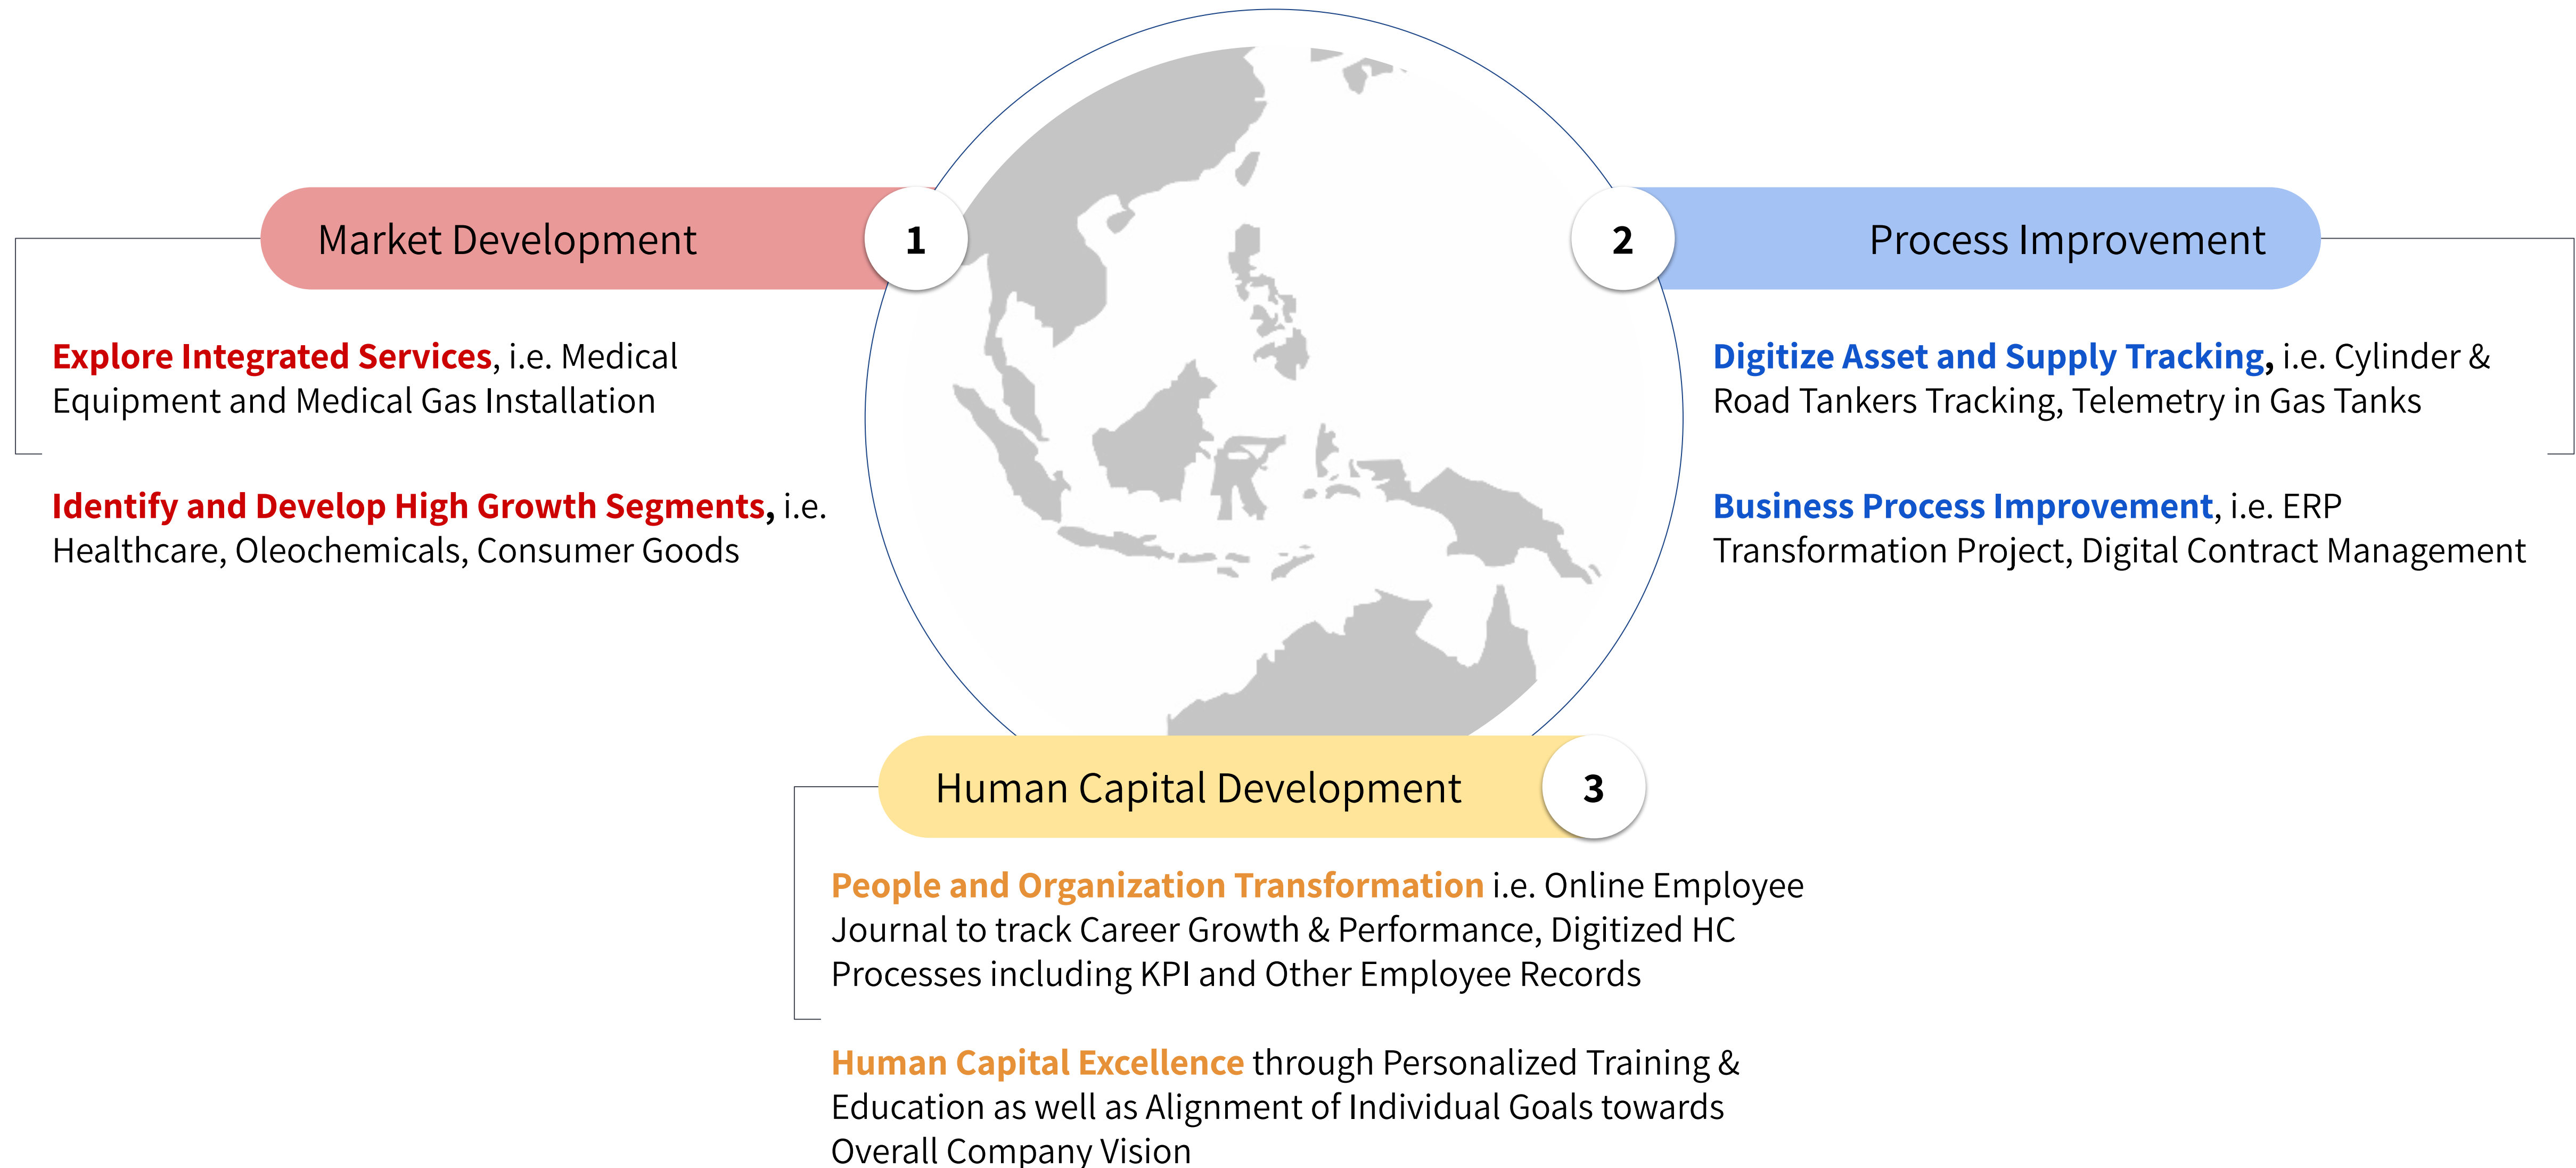 Market Development
1
Explore Integrated Services, i.e. Medical
Equipment and Medical Gas Installation
Identify and Develop High Growth Segments, i.e.
Healthcare, Oleochemicals, Consumer Goods
2
Process Improvement
Digitize Asset and Supply Tracking, i.e. Cylinder &
Road Tankers Tracking, Telemetry in Gas Tanks
Business Process Improvement, i.e. ERP
Transformation Project, Digital Contract Management
Human Capital Development
3
People and Organization Transformation i.e. Online Employee
Journal to track Career Growth & Performance, Digitized HC
Processes including KPI and Other Employee Records
Human Capital Excellence through Personalized Training &
Education as well as Alignment of Individual Goals towards
Overall Company Vision